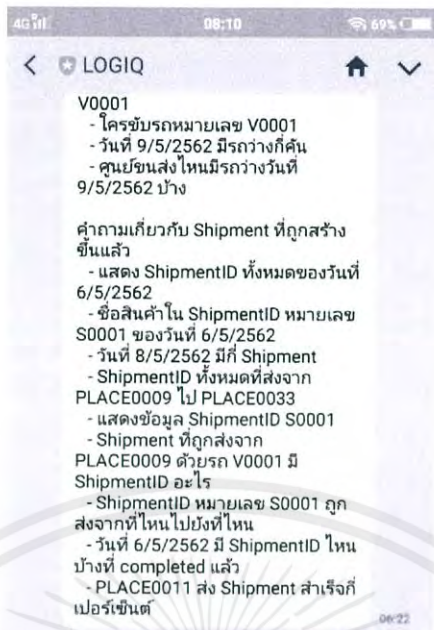 4G 08:10 69%
LOGIQ
V0001
- ใครขับรถหมายเลข V0001
- วันที่ 9/5/2562 มีรถว่างกี่คัน
- ศูนย์ขนส่งไหนมีรถว่างวันที่
9/5/2562 บ้าง
คำถามเกี่ยวกับ Shipment ที่ถูกสร้าง
ขึ้นแล้ว
- แสดง ShipmentID ทั้งหมดของวันที่
6/5/2562
- ชื่อสินค้าใน ShipmentID หมายเลข
S0001 ของวันที่ 6/5/2562
- วันที่ 8/5/2562 มีกี่ Shipment
- ShipmentID ทั้งหมดที่ส่งจาก
PLACE0009 ไป PLACE0033
- แสดงข้อมูล ShipmentID S0001
- Shipment ที่ถูกส่งจาก
PLACE0009 ด้วยรถ V0001 มี
ShipmentID อะไร
- ShipmentID หมายเลข S0001 ถูก
ส่งจากที่ไหนไปยังที่ไหน
- วันที่ 6/5/2562 มี ShipmentID ไหน
บ้างที่ completed แล้ว
- PLACE0011 ส่ง Shipment สำเร็จกี่
เปอร์เซ็นต์
06:22